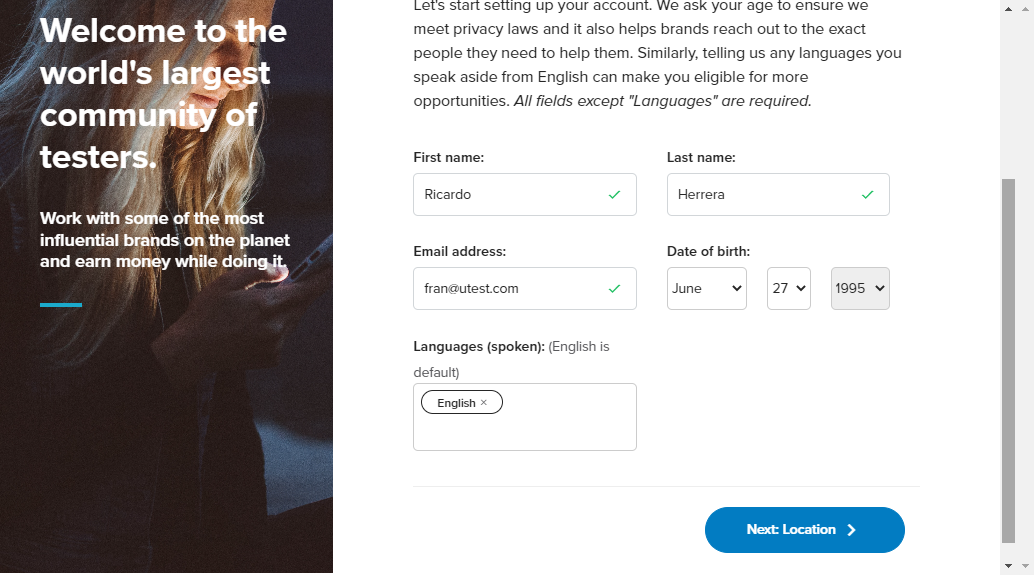 Welcome to the
world's largest
community of
testers.
Work with some of the most
influential brands on the planet
and earn money while doing it.
Let's start setting up your account. We ask your age to ensure we
meet privacy laws and it also helps brands reach out to the exact
people they need to help them. Similarly, telling us any languages you
speak aside from English can make you eligible for more
opportunities. All fields except "Languages" are required.
First name:
Last name:
Ricardo
Herrera
Email address:
Date of birth:
fran@utest.com
June
27
1995
Languages (spoken): (English is
default)
English ×
Next: Location